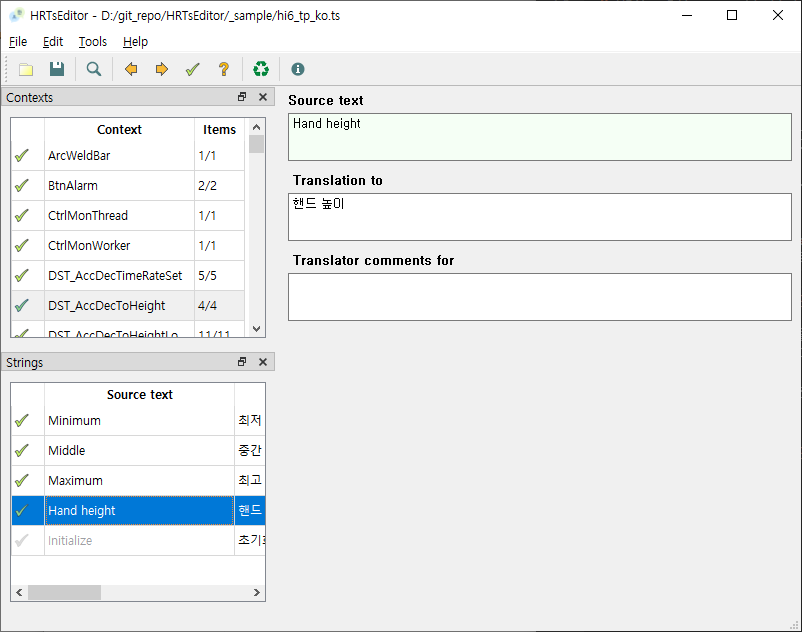 HRTsEditor - D:/git_repo/HRTsEditor/_sample/hi6_tp_ko.ts
File Edit Tools Help
Contexts
Context Items
ArcWeldBar 1/1
BtnAlarm 2/2
CtrlMonThread 1/1
CtrlMonWorker 1/1
DST_AccDecTimeRateSet 5/5
DST_AccDecToHeight 4/4
DST_AccDecToHeightLo 11/11
Strings
Source text
Minimum 최저
Middle 중간
Maximum 최고
Hand height 핸드
Initialize 초기화
Source text
Hand height
Translation to
핸드 높이
Translator comments for